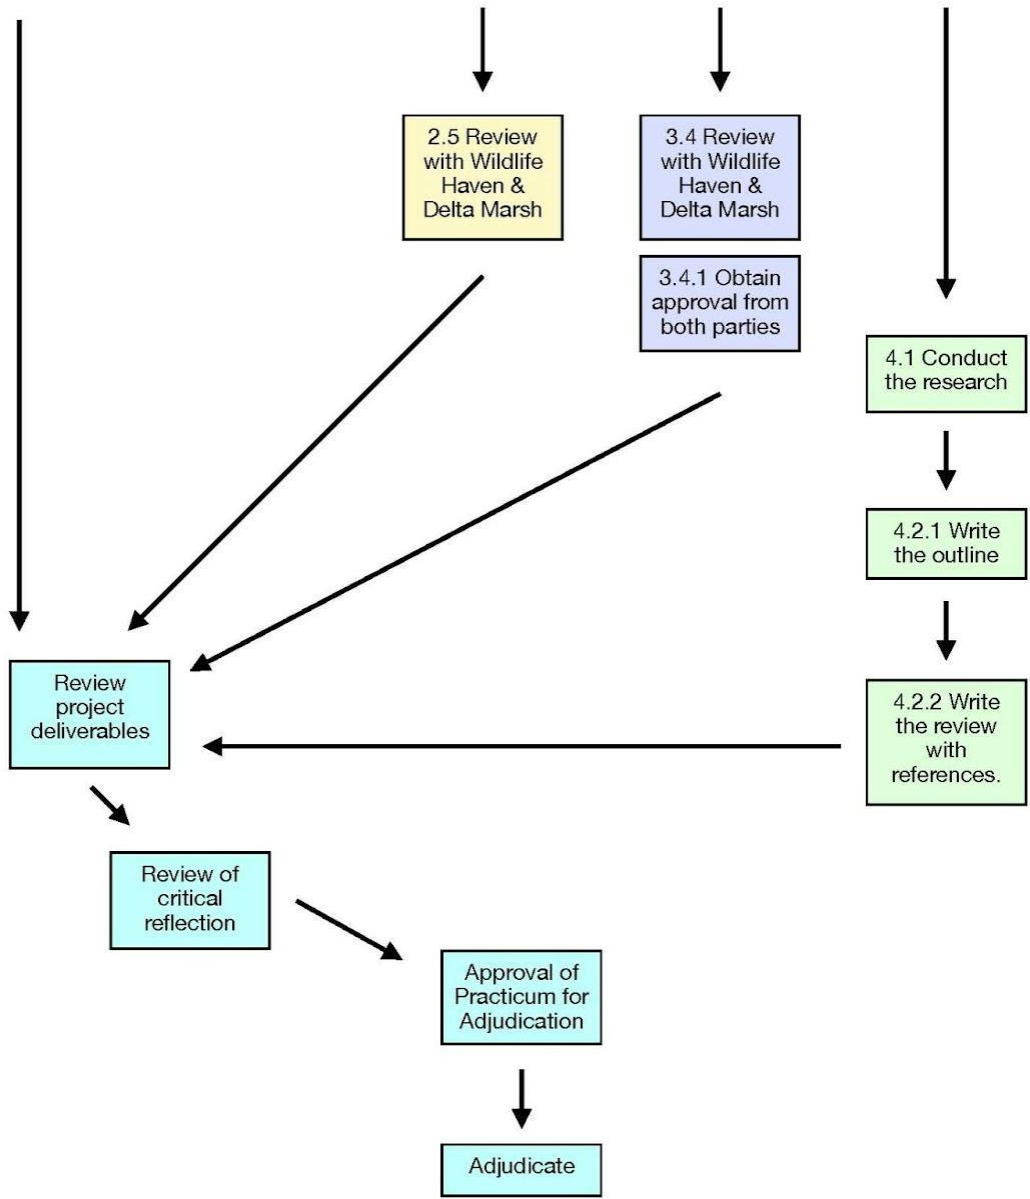 2.5 Review
with Wildlife
Haven &
Delta Marsh
3.4 Review
with Wildlife
Haven &
Delta Marsh
3.4.1 Obtain
approval from
both parties
4.1 Conduct
the research
4.2.1 Write
the outline
4.2.2 Write
the review
with
references.
Review
project
deliverables
Review of
critical
reflection
Approval of
Practicum for
Adjudication
Adjudicate